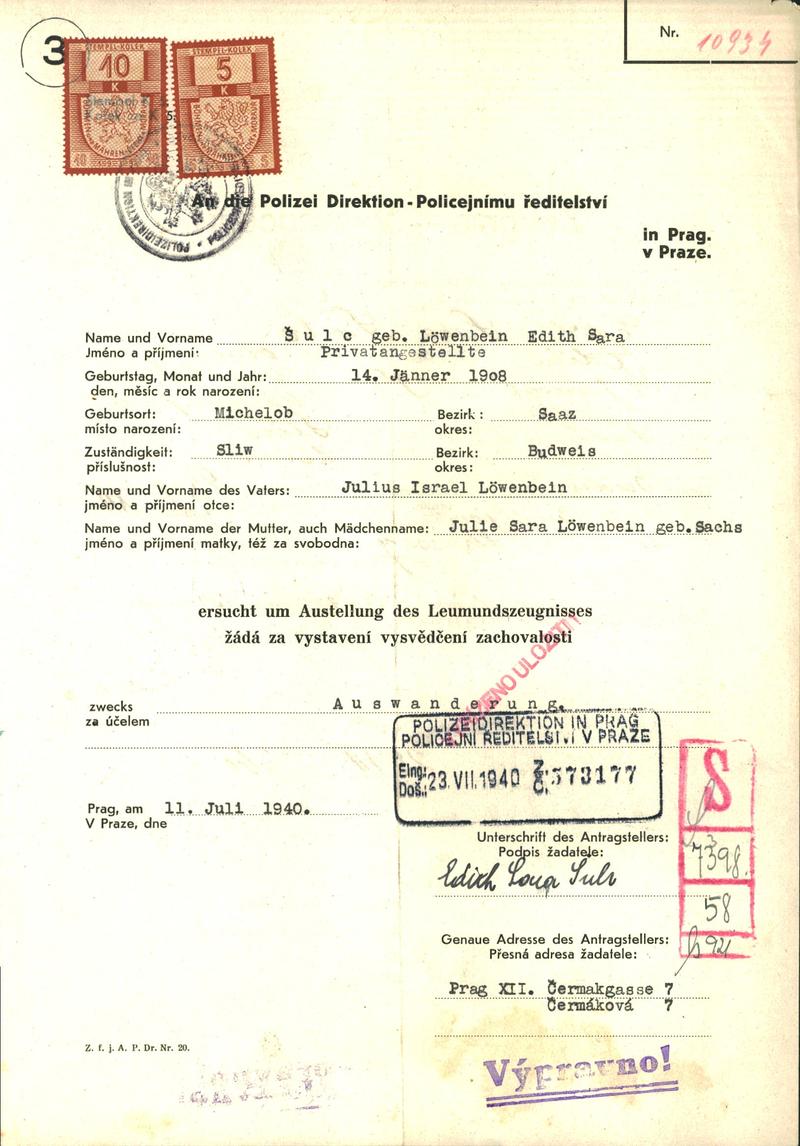 3
STEMPEL-KOLEK
10
K
STEMPEL-KOLEK
5
K
Nr. 10934
An die Polizei Direktion - Policejnímu ředitelství
in Prag.
v Praze.
Name und Vorname Š u l c geb. Löwenbein Edith Sara
Jméno a příjmení: Privatangestellte
Geburtstag, Monat und Jahr: 14. Jänner 1908
den, měsíc a rok narození:
Geburtsort: Michelob Bezirk: Saaz
místo narození: okres:
Zuständigkeit: Sliw Bezirk: Budweis
příslušnost: okres:
Name und Vorname des Vaters: Julius Israel Löwenbein
jméno a příjmení otce:
Name und Vorname der Mutter, auch Mädchenname: Julie Sara Löwenbein geb. Sachs
jméno a příjmení matky, též za svobodna:
ersucht um Austellung des Leumundszeugnisses
žádá za vystavení vysvědčení zachovalosti
zwecks A u s w a n d e r u n g.
za účelem
POLIZEIDIREKTION IN PRAG
POLICEJNÍ ŘEDITELSTVÍ V PRAZE
Eing.: Doš.: 23. VII. 1940 Z. Č. 573177
S
7398.
58
Prag, am 11. Juli 1940.
V Praze, dne
Unterschrift des Antragstellers:
Podpis žadatele:
Edith Sara Šulc
Genaue Adresse des Antragstellers:
Přesná adresa žadatele:
Prag XII. Čermakgasse 7
Čermáková 7
Z. f. j. A. P. Dr. Nr. 20.
Výpravno!